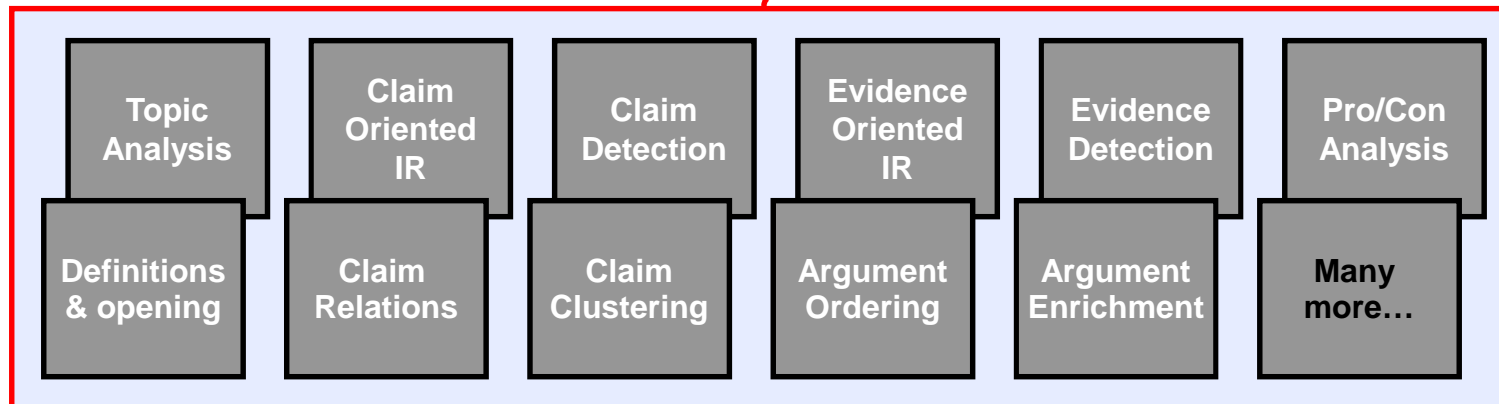 Topic
Analysis
Claim
Oriented
IR
Claim
Detection
Evidence
Oriented
IR
Evidence
Detection
Pro/Con
Analysis
Definitions
& opening
Claim
Relations
Claim
Clustering
Argument
Ordering
Argument
Enrichment
Many
more…